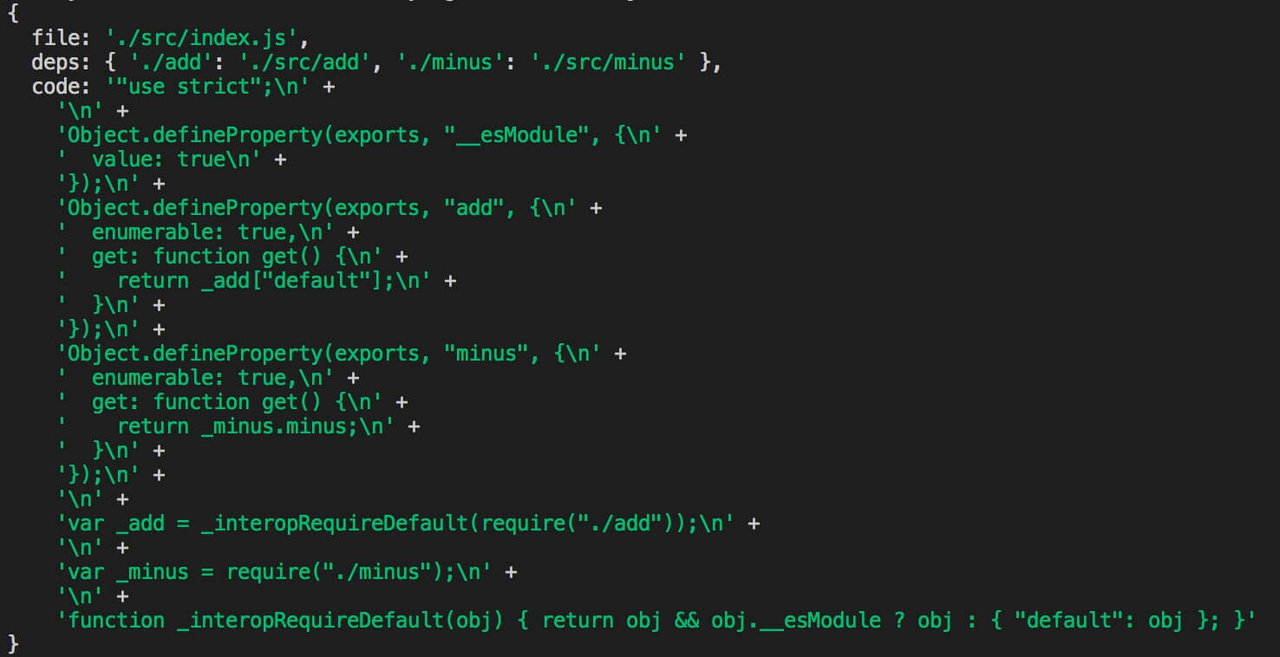 {
  file: './src/index.js',
  deps: { './add': './src/add', './minus': './src/minus' },
  code: '"use strict";\n' +
    '\n' +
    'Object.defineProperty(exports, "__esModule", {\n' +
    '  value: true\n' +
    '});\n' +
    'Object.defineProperty(exports, "add", {\n' +
    '  enumerable: true,\n' +
    '  get: function get() {\n' +
    '    return _add["default"];\n' +
    '  }\n' +
    '});\n' +
    'Object.defineProperty(exports, "minus", {\n' +
    '  enumerable: true,\n' +
    '  get: function get() {\n' +
    '    return _minus.minus;\n' +
    '  }\n' +
    '});\n' +
    '\n' +
    'var _add = _interopRequireDefault(require("./add"));\n' +
    '\n' +
    'var _minus = require("./minus");\n' +
    '\n' +
    'function _interopRequireDefault(obj) { return obj && obj.__esModule ? obj : { "default": obj }; }'
}